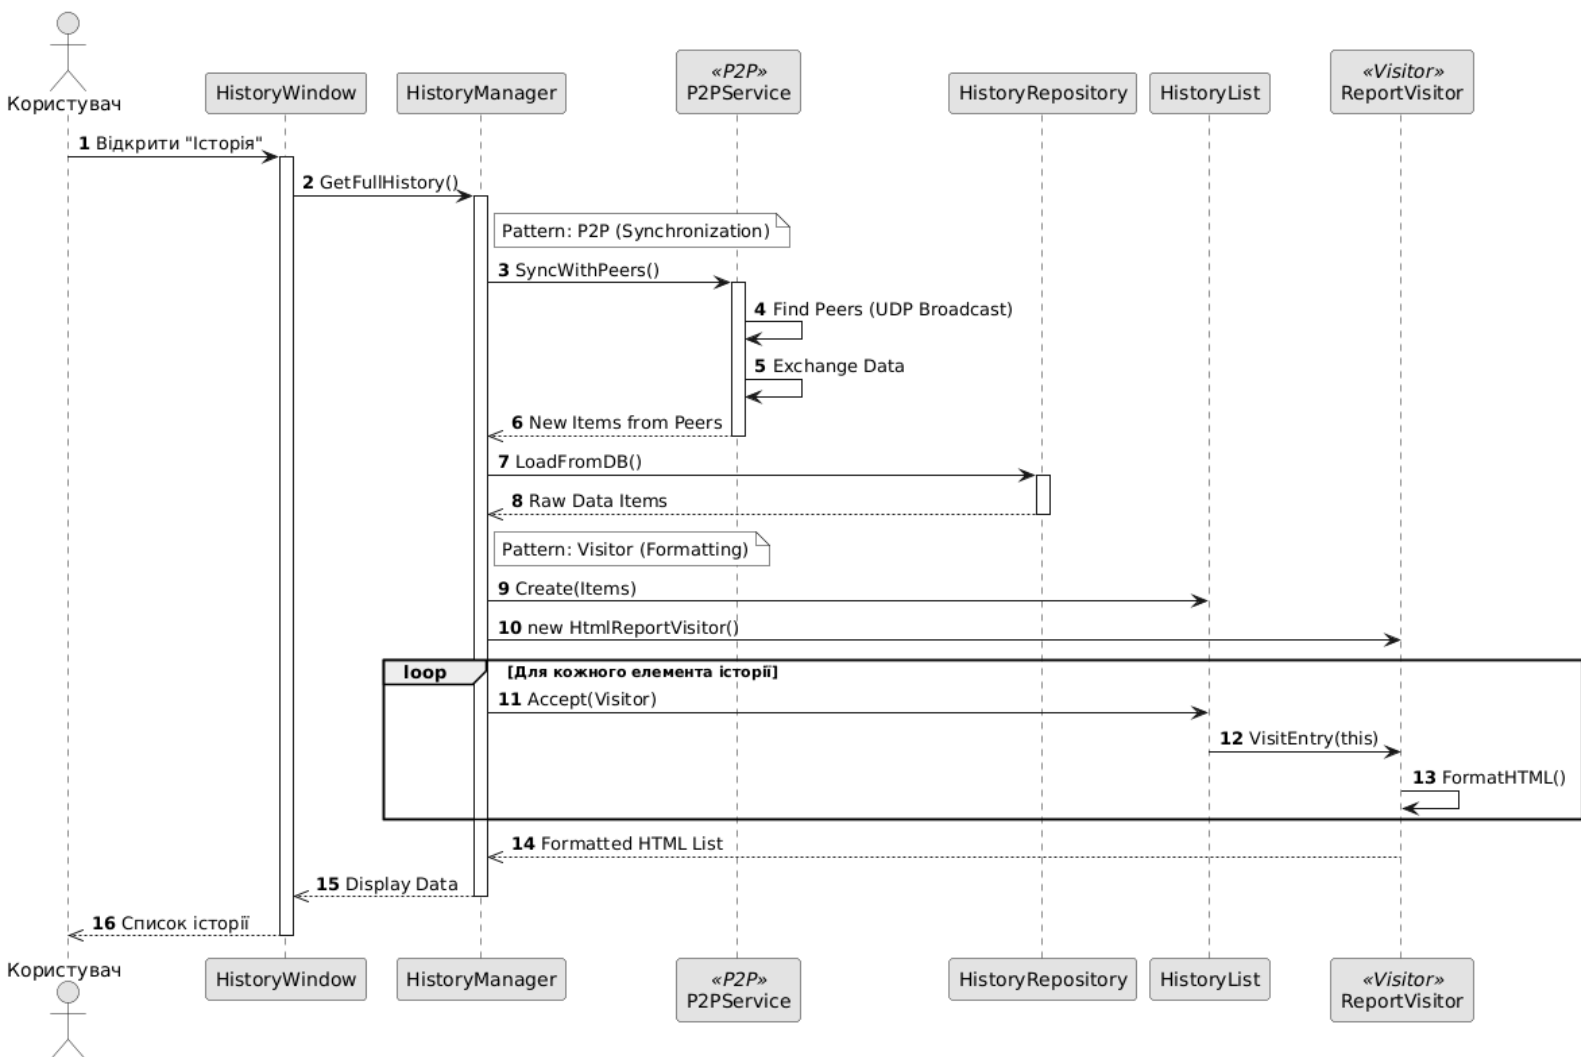 Користувач
HistoryWindow
HistoryManager
«P2P»
P2PService
HistoryRepository
HistoryList
«Visitor»
ReportVisitor
1 Відкрити "Історія"
2 GetFullHistory()
Pattern: P2P (Synchronization)
3 SyncWithPeers()
4 Find Peers (UDP Broadcast)
5 Exchange Data
6 New Items from Peers
7 LoadFromDB()
8 Raw Data Items
Pattern: Visitor (Formatting)
9 Create(Items)
10 new HtmlReportVisitor()
loop [Для кожного елемента історії]
11 Accept(Visitor)
12 VisitEntry(this)
13 FormatHTML()
14 Formatted HTML List
15 Display Data
16 Список історії
Користувач
HistoryWindow
HistoryManager
«P2P»
P2PService
HistoryRepository
HistoryList
«Visitor»
ReportVisitor